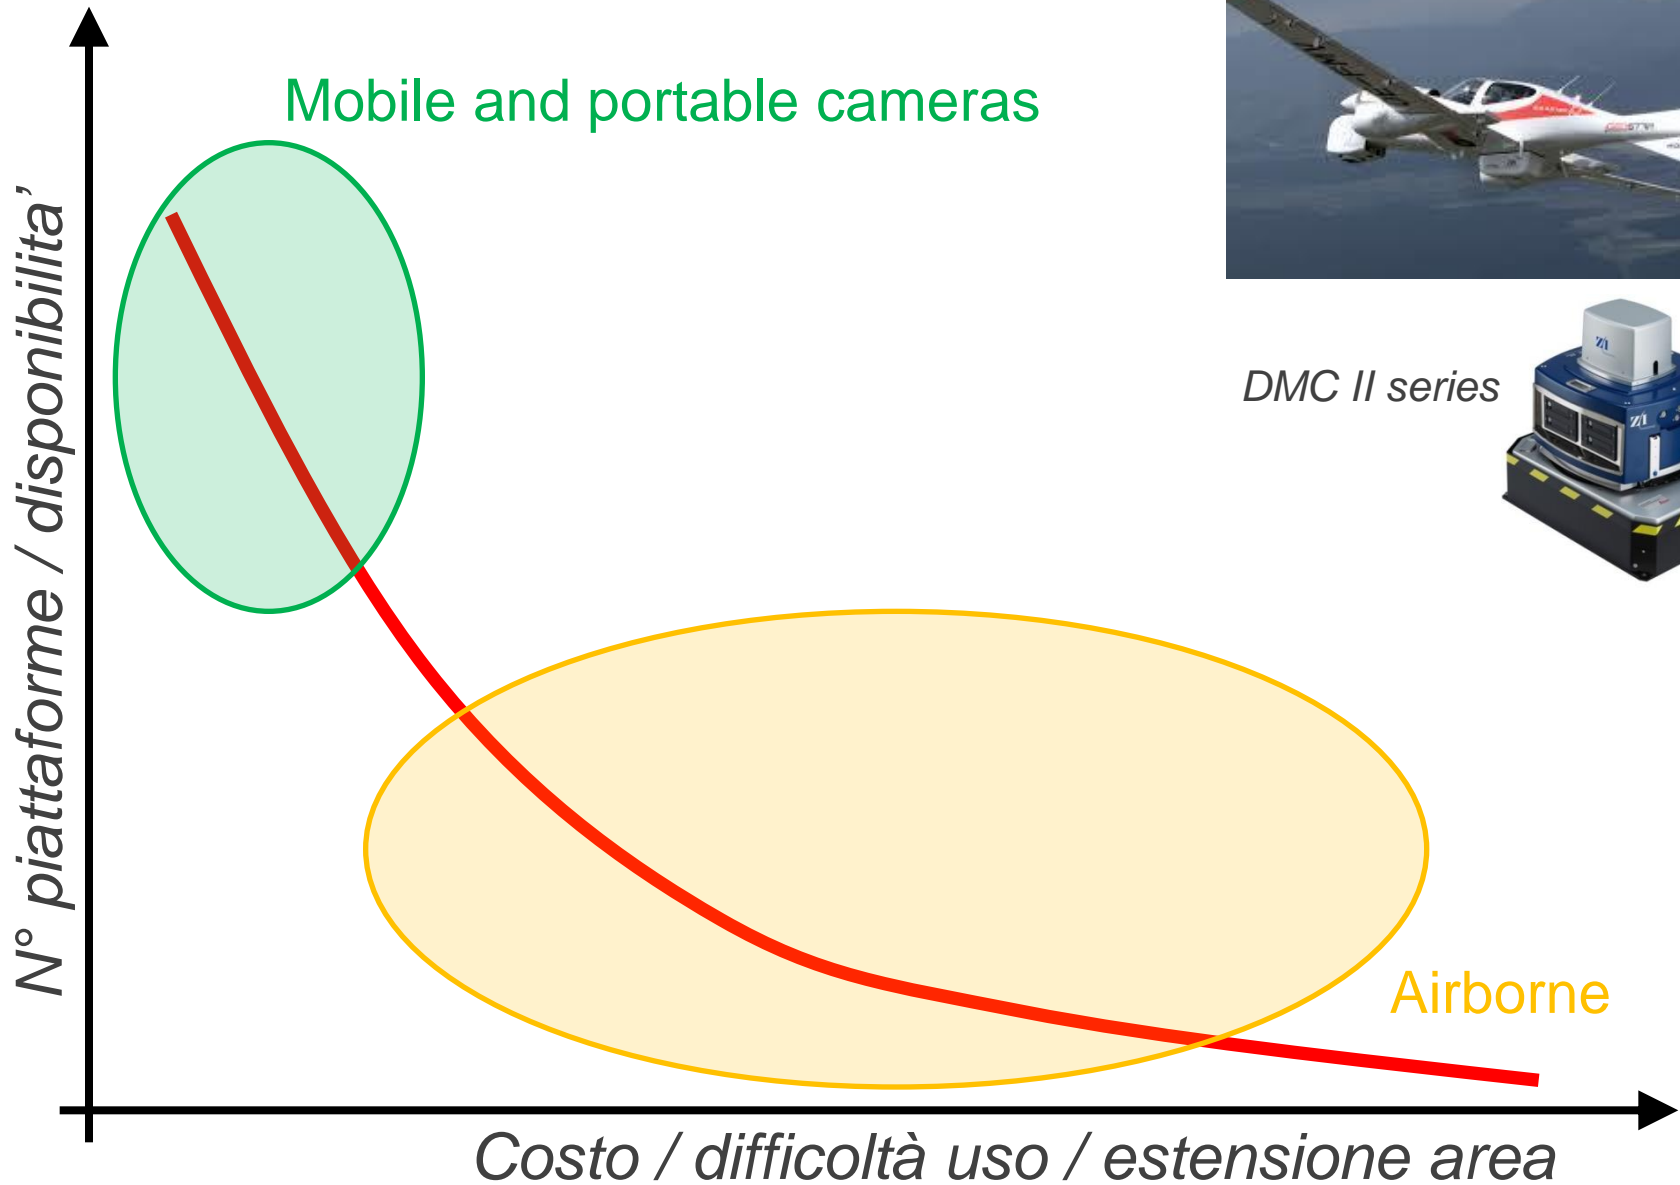 Mobile and portable cameras
N° piattaforme / disponibilita'
DMC II series
Z/I
Z/I
Airborne
Costo / difficoltà uso / estensione area